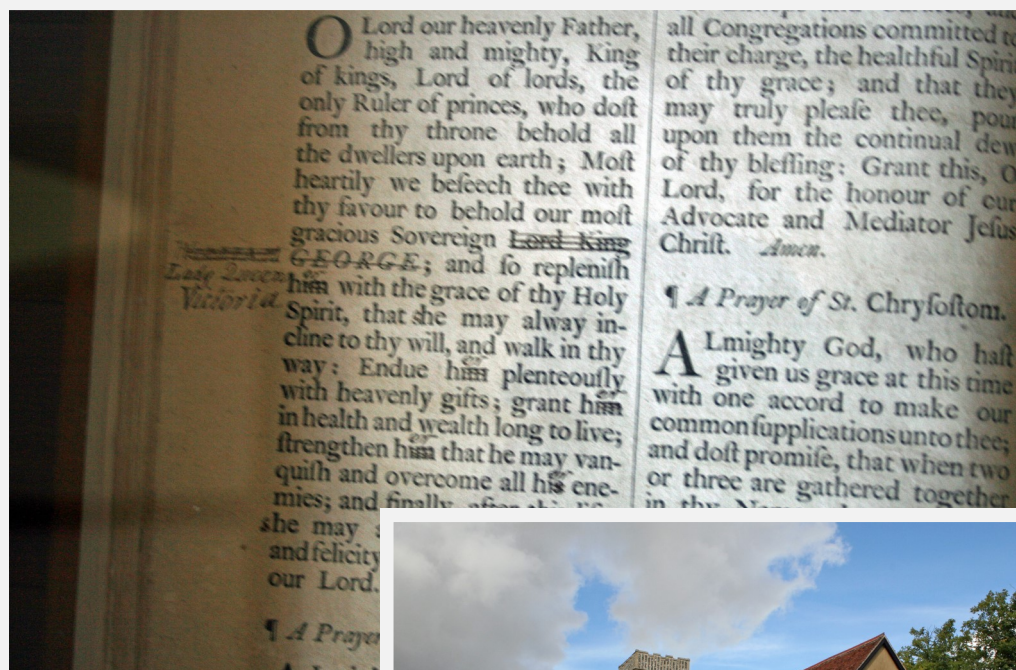 O Lord our heavenly Father,
high and mighty, King
of kings, Lord of lords, the
only Ruler of princes, who doſt
from thy throne behold all
the dwellers upon earth; Moſt
heartily we beſeech thee with
thy favour to behold our moſt
gracious Sovereign Lord King
GEORGE; and ſo repleniſh
Lady Queen
Victoria
er
him with the grace of thy Holy
Spirit, that she may alway in-
cline to thy will, and walk in thy
way: Endue him plenteouſly
with heavenly gifts; grant him
in health and wealth long to live;
ſtrengthen him that he may van-
quiſh and overcome all his ene-
mies; and finally, after this
she may
and felicity
our Lord.
¶ A Prayer
all Congregations committed to
their charge, the healthful Spiri
of thy grace; and that they
may truly pleaſe thee, pour
upon them the continual dew
of thy bleſſing: Grant this, O
Lord, for the honour of our
Advocate and Mediator Jeſus
Chriſt. Amen.
¶ A Prayer of St. Chryſoſtom.
ALmighty God, who haſt
given us grace at this time
with one accord to make our
common ſupplications unto thee;
and doſt promiſe, that when two
or three are gathered together
in thy